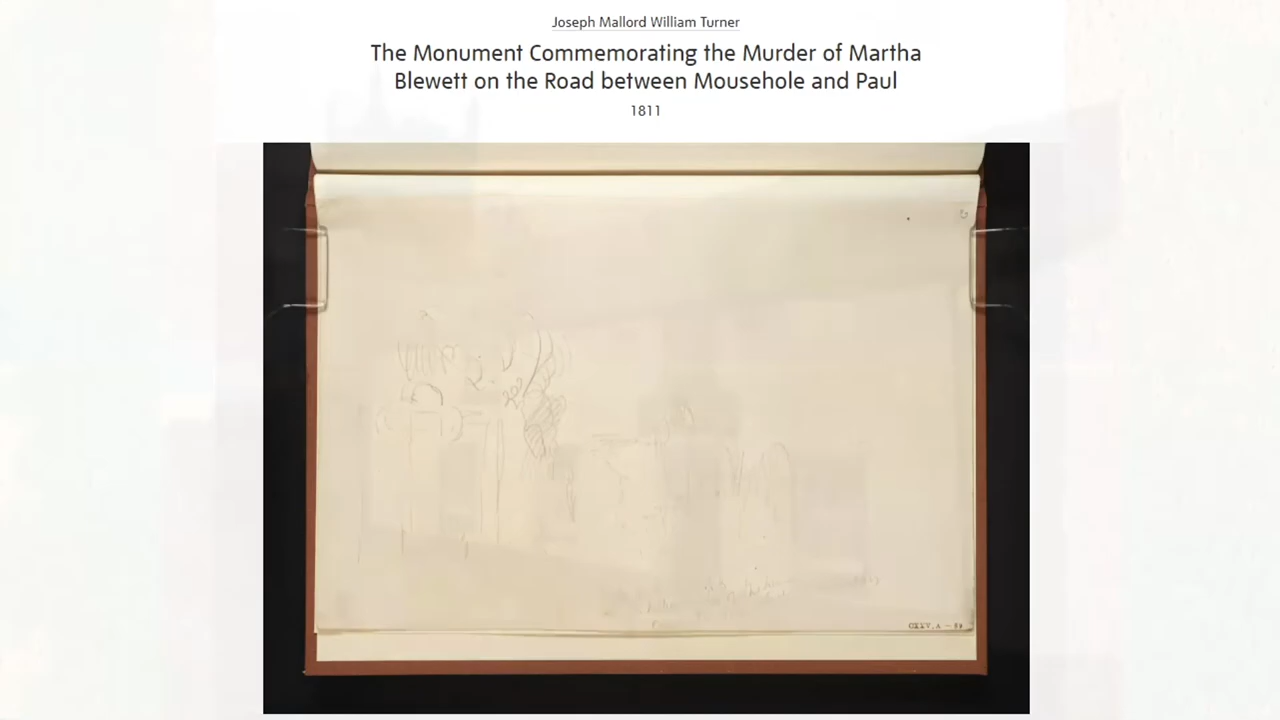 Joseph Mallord William Turner
The Monument Commemorating the Murder of Martha
Blewett on the Road between Mousehole and Paul
1811